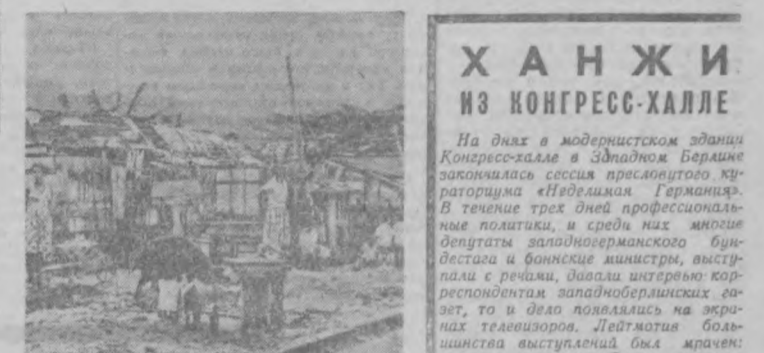 ХАНЖИ
ИЗ КОНГРЕСС-ХАЛЛЕ
На днях в модернистском здании
Конгресс-халле в Западном Берлине
закончилась сессия пресловутого ку-
раториума «Неделимая Германия».
В течение трех дней профессиональ-
ные политики, и среди них многие
депутаты западногерманского бун-
дестага и боннские министры, высту-
пали с речами, давали интервью кор-
респондентам западноберлинских га-
зет, то и дело появлялись на экра-
нах телевизоров. Лейтмотив боль-
шинства выступлений был мрачен: